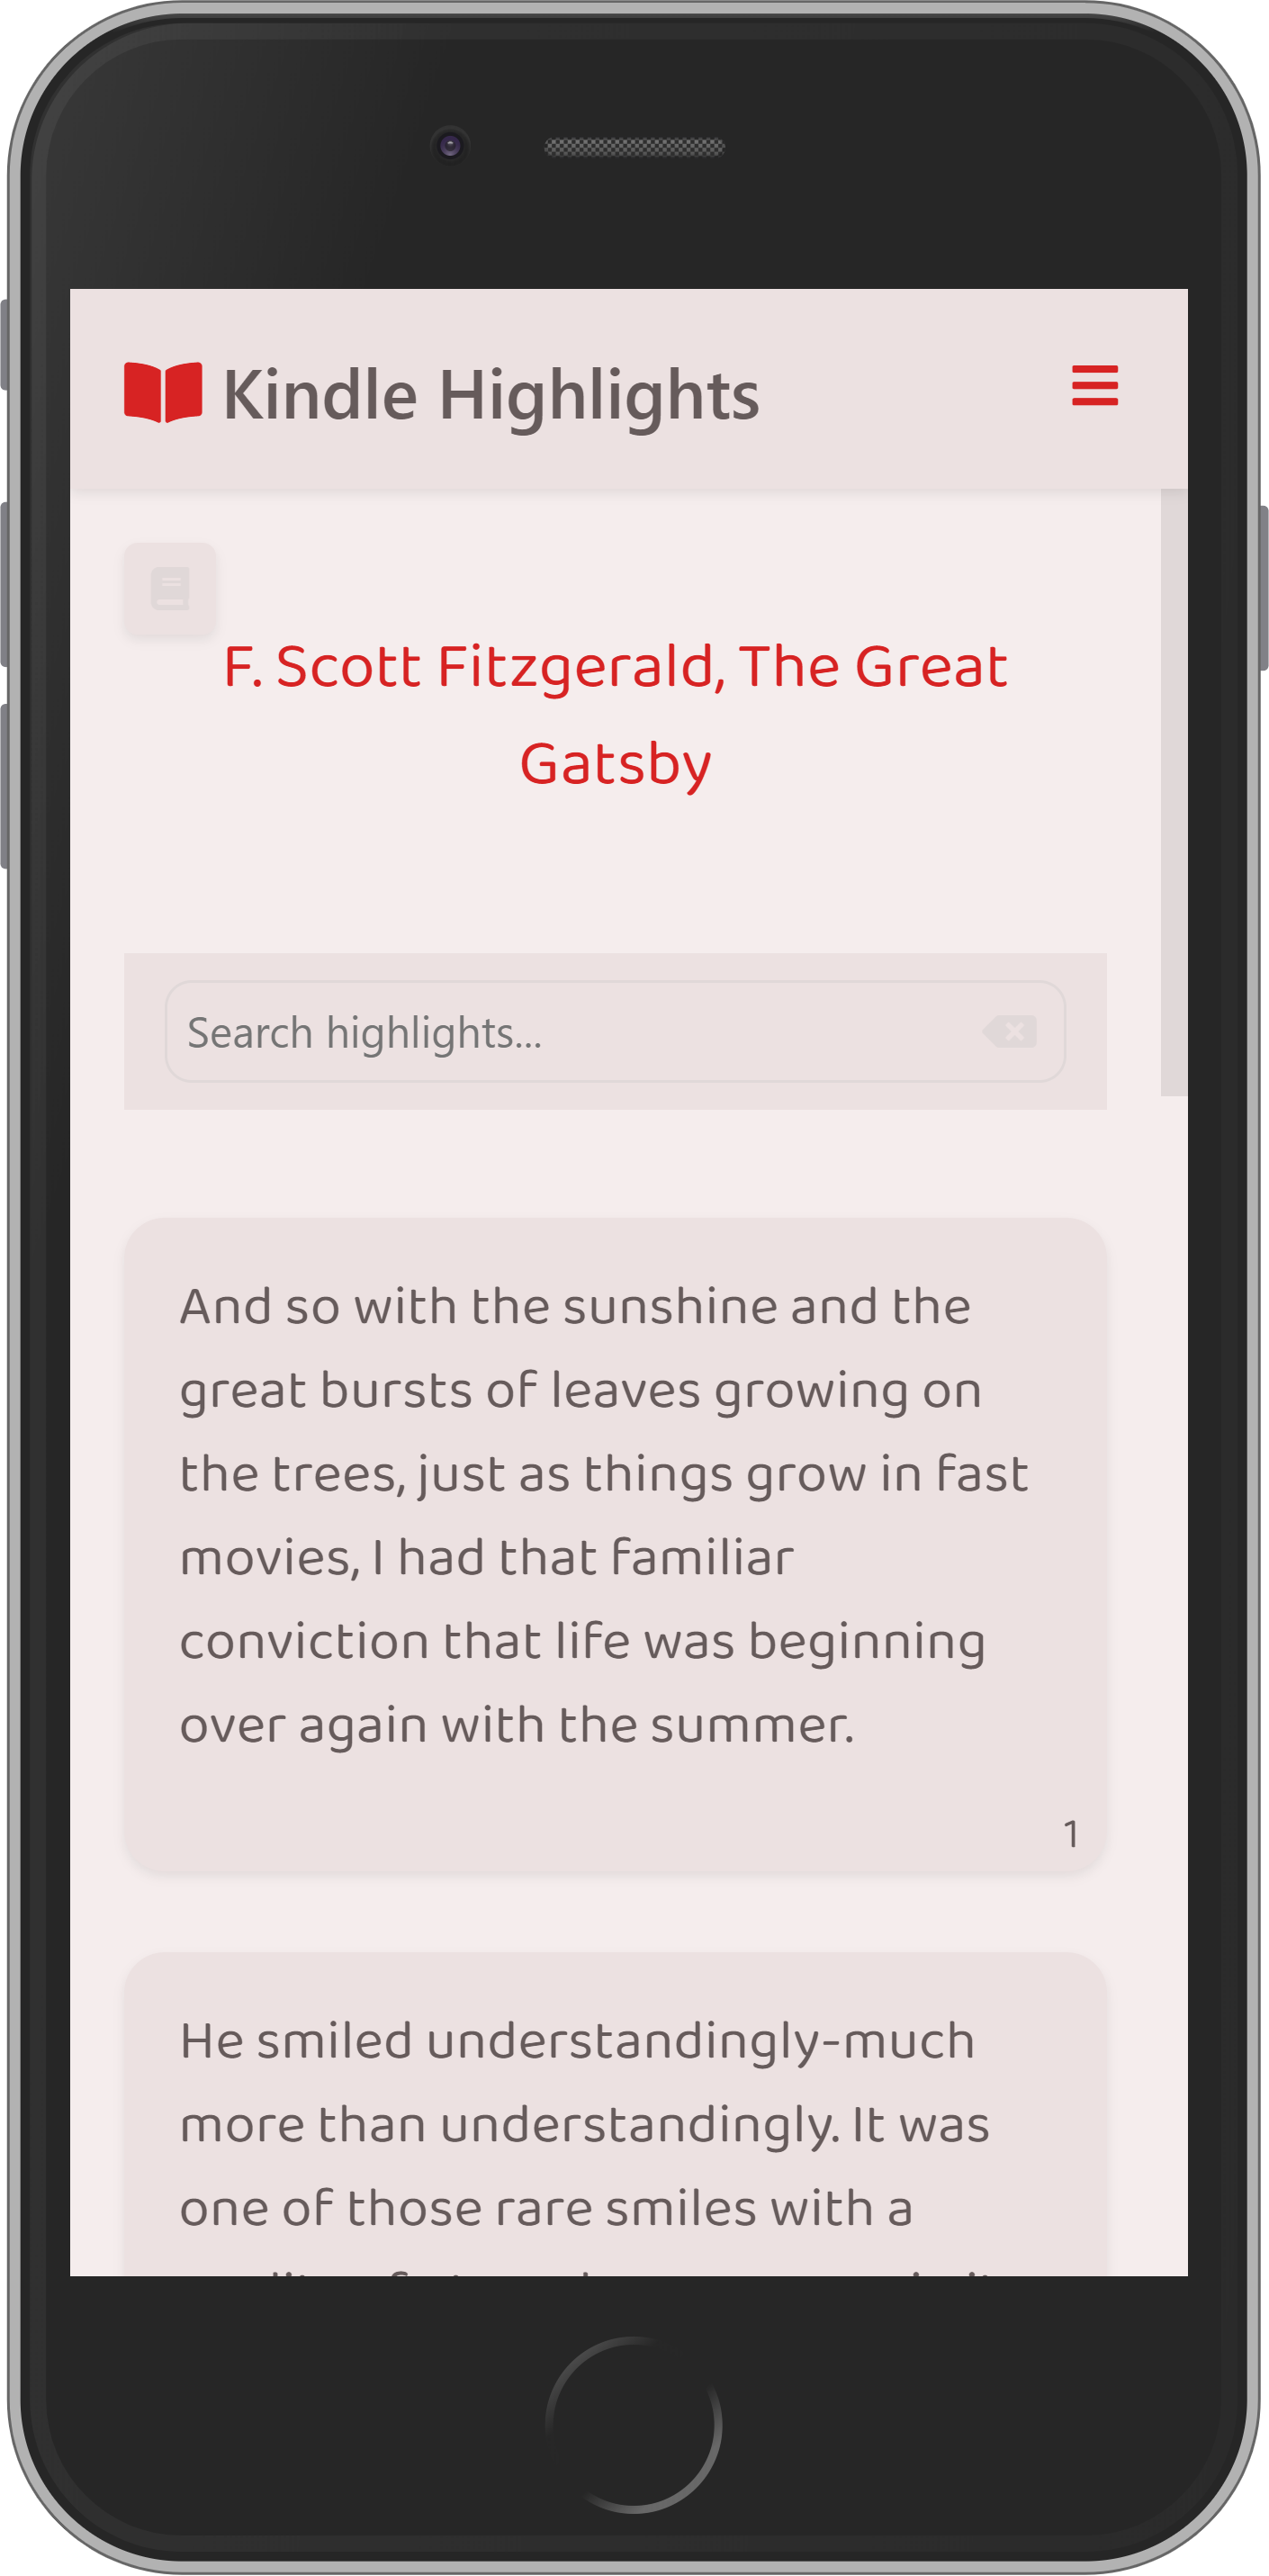 Kindle Highlights
F. Scott Fitzgerald, The Great
Gatsby
Search highlights...
And so with the sunshine and the
great bursts of leaves growing on
the trees, just as things grow in fast
movies, I had that familiar
conviction that life was beginning
over again with the summer.
1
He smiled understandingly-much
more than understandingly. It was
one of those rare smiles with a